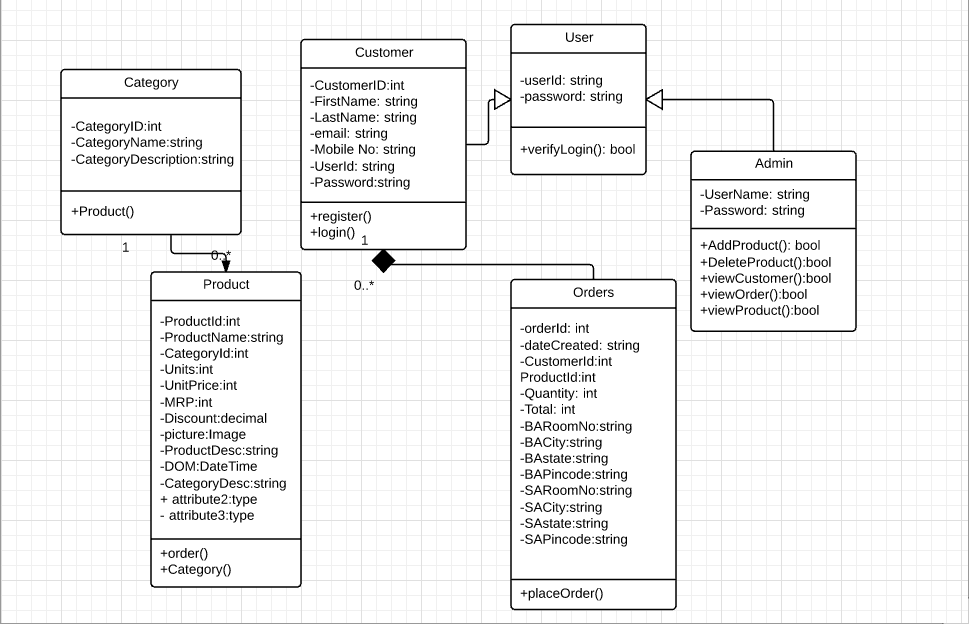 Category
-CategoryID:int
-CategoryName:string
-CategoryDescription:string
+Product()
1
0..*
Customer
-CustomerID:int
-FirstName: string
-LastName: string
-email: string
-Mobile No: string
-UserId: string
-Password:string
+register()
+login()
1
0..*
User
-userId: string
-password: string
+verifyLogin(): bool
Admin
-UserName: string
-Password: string
+AddProduct(): bool
+DeleteProduct():bool
+viewCustomer():bool
+viewOrder():bool
+viewProduct():bool
Product
-ProductId:int
-ProductName:string
-CategoryId:int
-Units:int
-UnitPrice:int
-MRP:int
-Discount:decimal
-picture:Image
-ProductDesc:string
-DOM:DateTime
-CategoryDesc:string
+ attribute2:type
- attribute3:type
+order()
+Category()
Orders
-orderId: int
-dateCreated: string
-CustomerId:int
ProductId:int
-Quantity: int
-Total: int
-BARoomNo:string
-BACity:string
-BAstate:string
-BAPincode:string
-SARoomNo:string
-SACity:string
-SAstate:string
-SAPincode:string
+placeOrder()